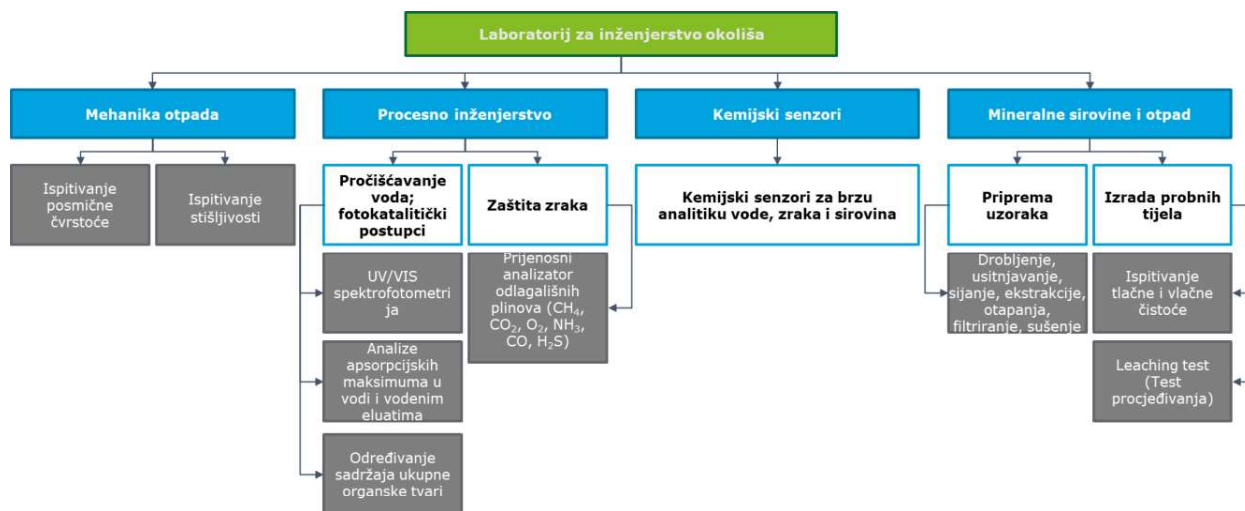 Laboratorij za inženjerstvo okoliša
Mehanika otpada
Procesno inženjerstvo
Kemijski senzori
Mineralne sirovine i otpad
Ispitivanje
posmične
čvrstoće
Ispitivanje
stišljivosti
Pročišćavanje
voda;
fotokatalitički
postupci
Zaštita zraka
Kemijski senzori za brzu
analitiku vode, zraka i sirovina
Priprema
uzoraka
Izrada probnih
tijela
UV/VIS
spektrofotometri
ja
Prijenosni
analizator
odlagališnih
plinova (CH₄,
CO₂, O₂, NH₃,
CO, H₂S)
Drobljenje,
usitnjavanje,
sijanje, ekstrakcije,
otapanja,
filtriranje, sušenje
Ispitivanje
tlačne i vlačne
čistoće
Analize
apsorpcijskih
maksimuma u
vodi i vodenim
eluatima
Leaching test
(Test
procjeđivanja)
Određivanje
sadržaja ukupne
organske tvari